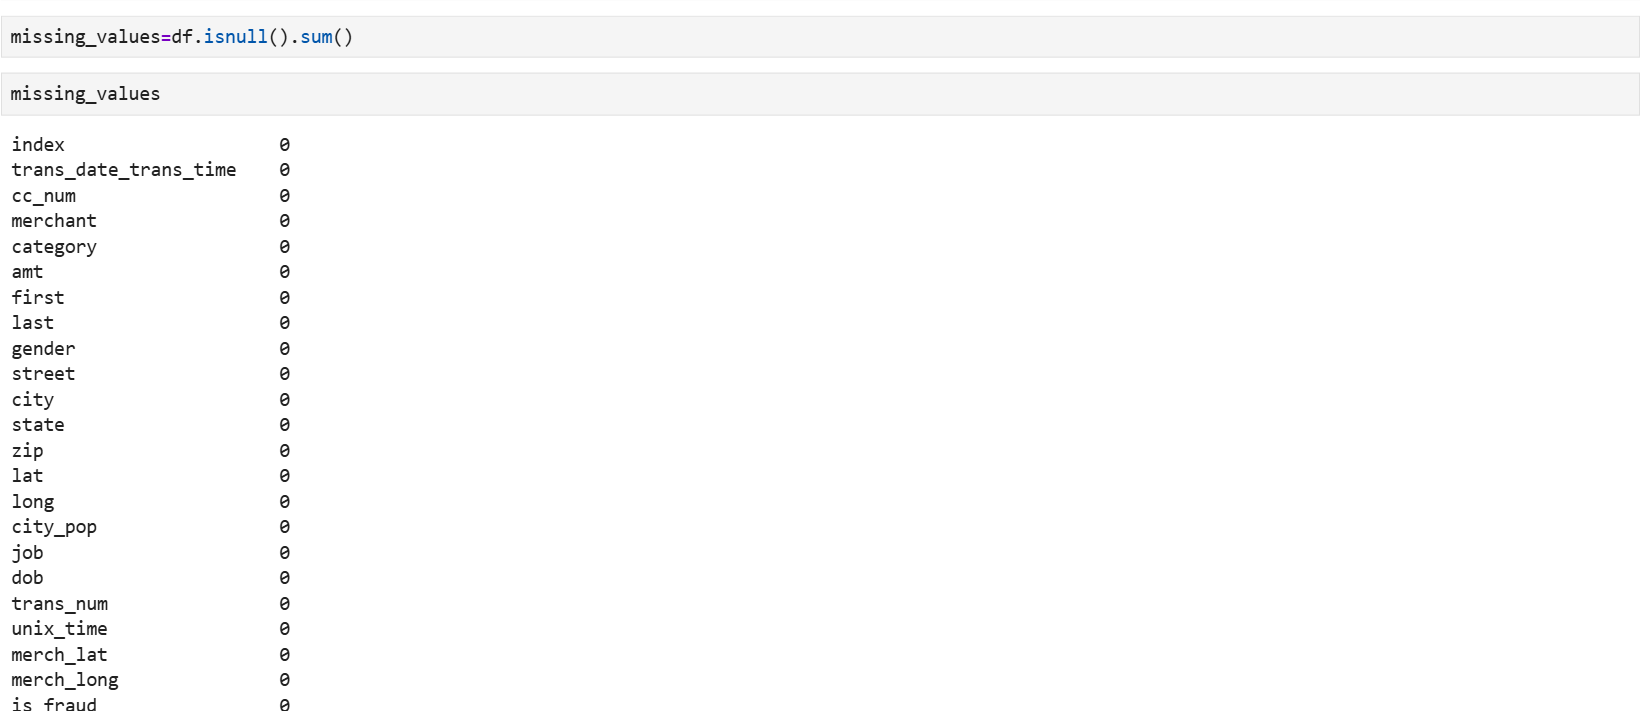 missing_values=df.isnull().sum()
missing_values
index 0
trans_date_trans_time 0
cc_num 0
merchant 0
category 0
amt 0
first 0
last 0
gender 0
street 0
city 0
state 0
zip 0
lat 0
long 0
city_pop 0
job 0
dob 0
trans_num 0
unix_time 0
merch_lat 0
merch_long 0
is_fraud 0